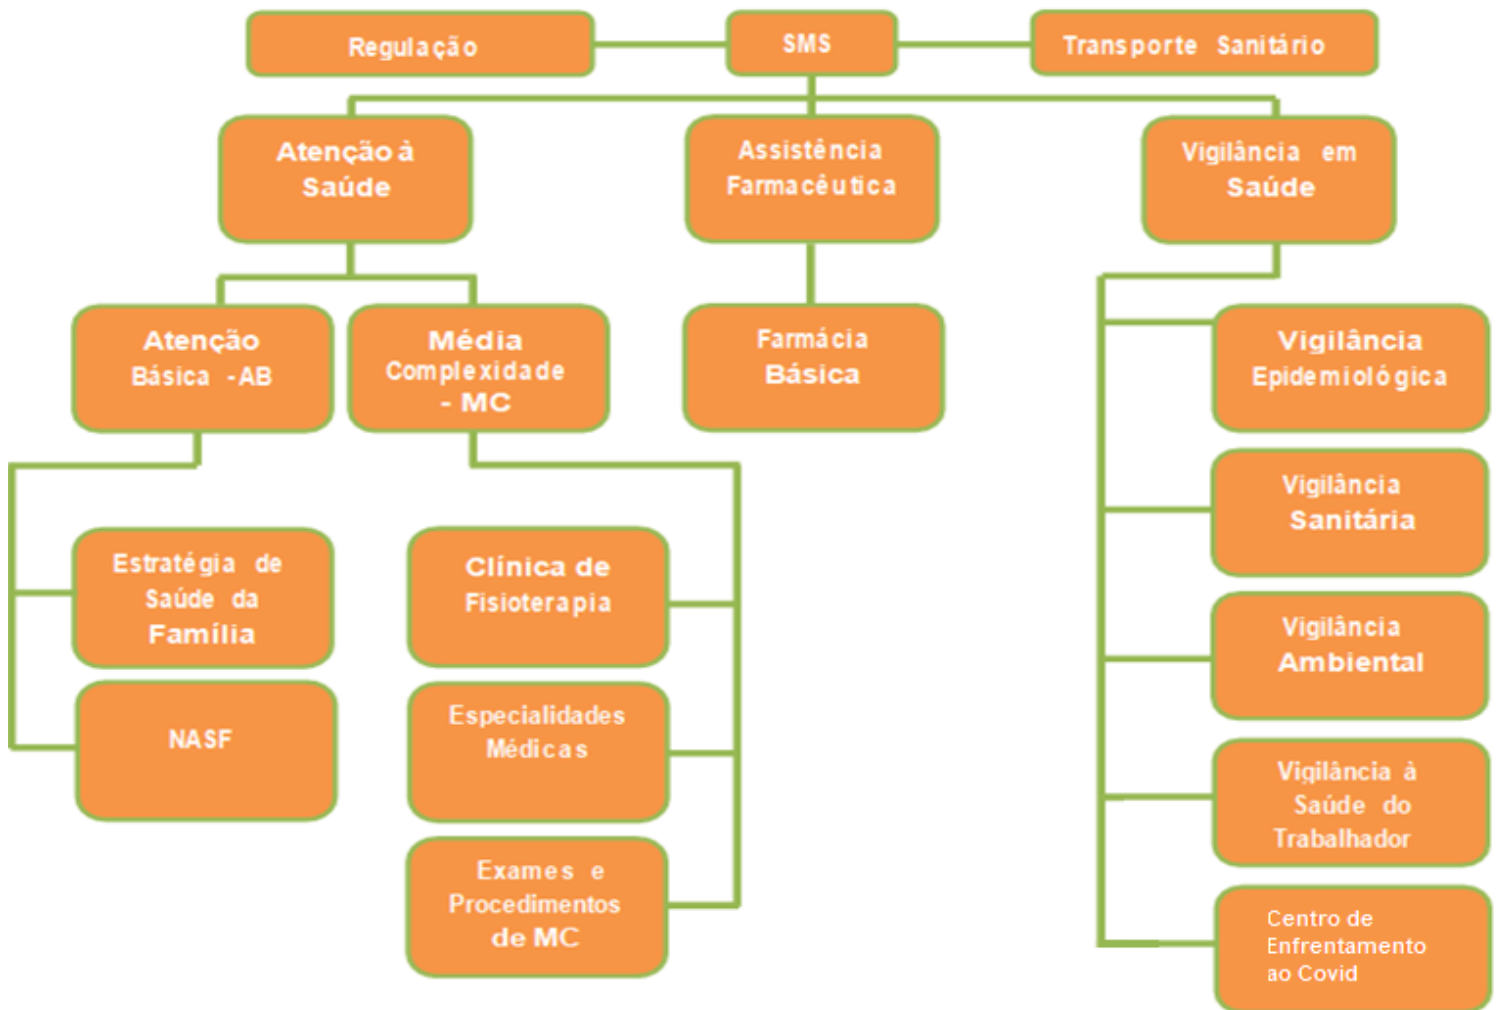 Regulação
SMS
Transporte Sanitário
Atenção à
Saúde
Assistência
Farmacêutica
Vigilância em
Saúde
Atenção
Básica -AB
Média
Complexidade
- MC
Farmácia
Básica
Vigilância
Epidemiológica
Vigilância
Sanitária
Vigilância
Ambiental
Vigilância à
Saúde do
Trabalhador
Centro de
Enfrentamento
ao Covid
Estratégia de
Saúde da
Família
NASF
Clínica de
Fisioterapia
Especialidades
Médicas
Exames e
Procedimentos
de MC